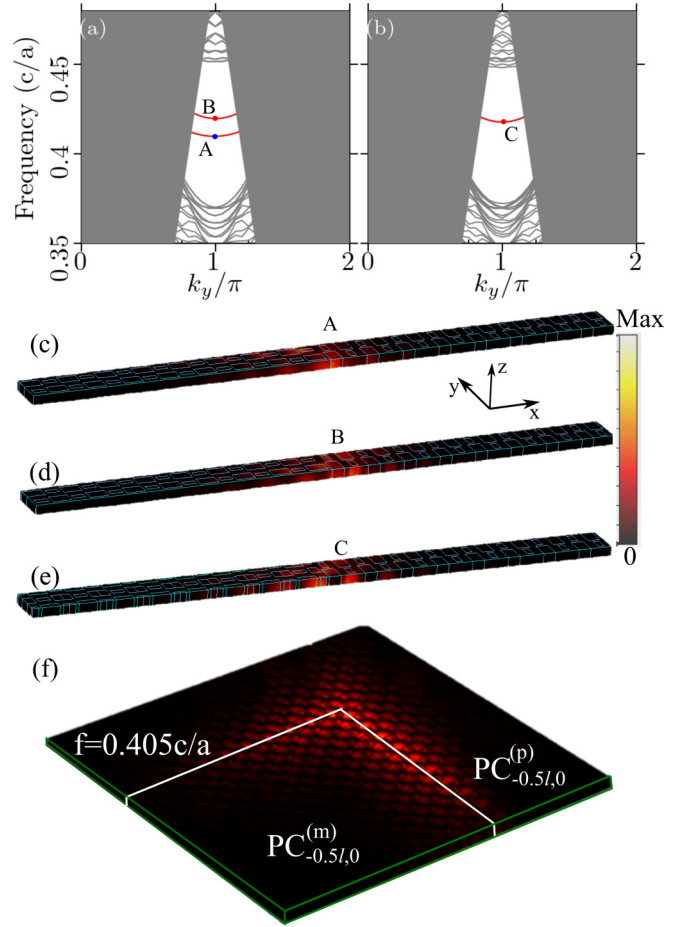 (a)
(b)
Frequency (c/a)
0.45
0.4
0.35
B
A
C
0
1
2
0
1
2
k_y/π
k_y/π
A
(c)
Max
z
y
x
B
(d)
C
(e)
0
(f)
f=0.405c/a
PC^{(p)}_{-0.5l,0}
PC^{(m)}_{-0.5l,0}